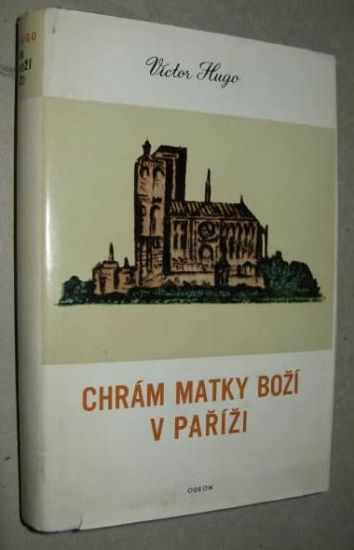 Victor Hugo
CHRÁM MATKY BOŽÍ
V PAŘÍŽI
ODEON